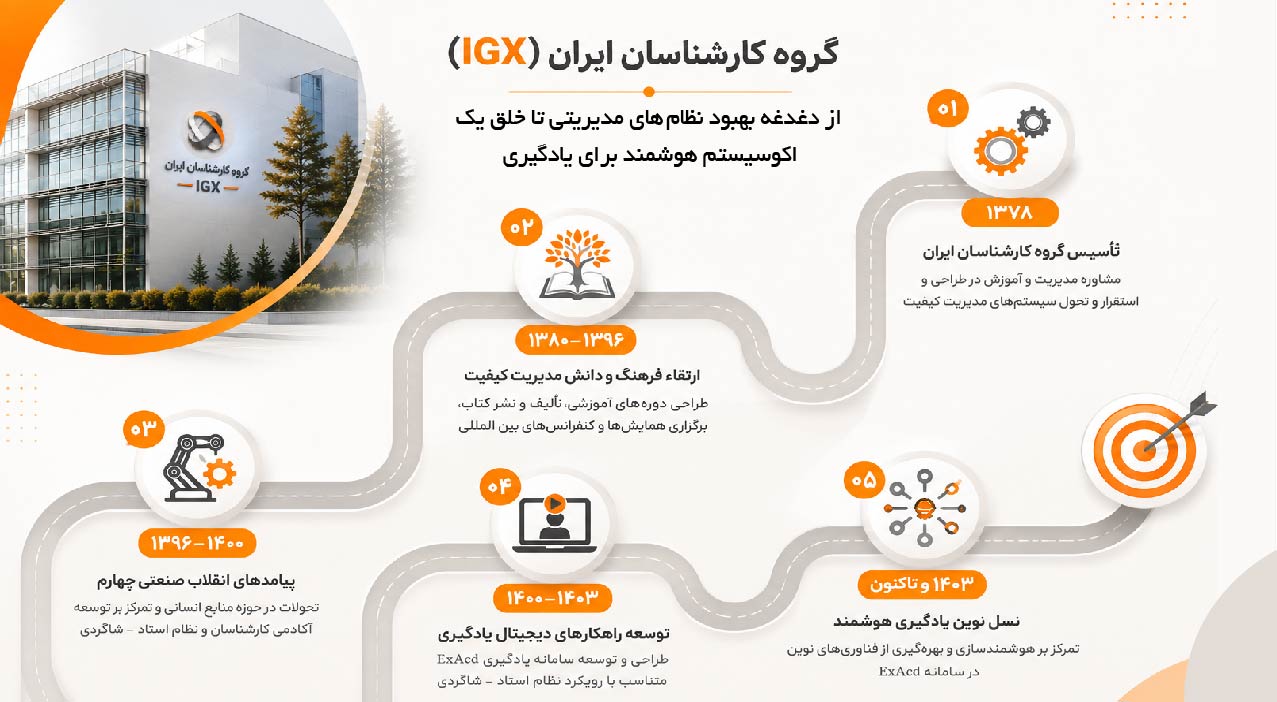 گروه کارشناسان ایران (IGX)
از دغدغه بهبود نظام‌های مدیریتی تا خلق یک
اکوسیستم هوشمند برای یادگیری
گروه کارشناسان ایران
IGX
۰۱
۱۳۷۸
تأسیس گروه کارشناسان ایران
مشاوره مدیریت و آموزش در طراحی و
استقرار و تحول سیستم‌های مدیریت کیفیت
۰۲
۱۳۸۰-۱۳۹۶
ارتقاء فرهنگ و دانش مدیریت کیفیت
طراحی دوره‌های آموزشی، تألیف و نشر کتاب،
برگزاری همایش‌ها و کنفرانس‌های بین المللی
۰۳
۱۳۹۶-۱۴۰۰
پیامدهای انقلاب صنعتی چهارم
تحولات در حوزه منابع انسانی و تمرکز بر توسعه
آکادمی کارشناسان و نظام استاد - شاگردی
۰۴
۱۴۰۰-۱۴۰۳
توسعه راهکارهای دیجیتال یادگیری
طراحی و توسعه سامانه یادگیری ExAcd
متناسب با رویکرد نظام استاد - شاگردی
۰۵
۱۴۰۳ و تاکنون
نسل نوین یادگیری هوشمند
تمرکز بر هوشمندسازی و بهره‌گیری از فناوری‌های نوین
در سامانه ExAcd